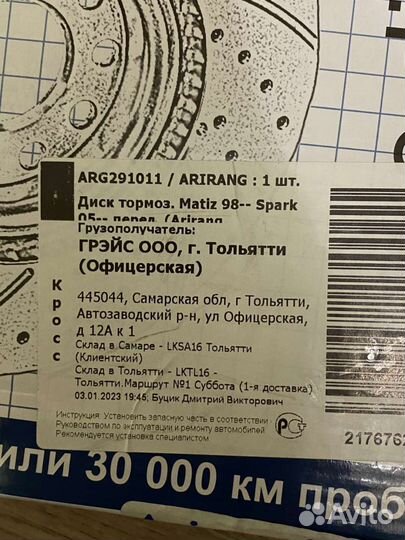 ARG291011 / ARIRANG : 1 шт.
Диск тормоз. Matiz 98-- Spark
05-- перед. (Arirang
Грузополучатель:
ГРЭЙС ООО, г. Тольятти
(Офицерская)
Кросс
445044, Самарская обл, г Тольятти,
Автозаводский р-н, ул Офицерская,
д 12А к 1
Склад в Самаре - LKSA16 Тольятти
(Клиентский)
Склад в Тольятти - LKTL16 -
Тольятти.Маршрут №1 Суббота (1-я доставка)
03.01.2023 19:45; Буцик Дмитрий Викторович
Инструкция: Установить запасную часть в соответствии с
Руководством по эксплуатации и ремонту автомобилей
Рекомендуется установка специалистом
2176762
или 30 000 км проб
Avito